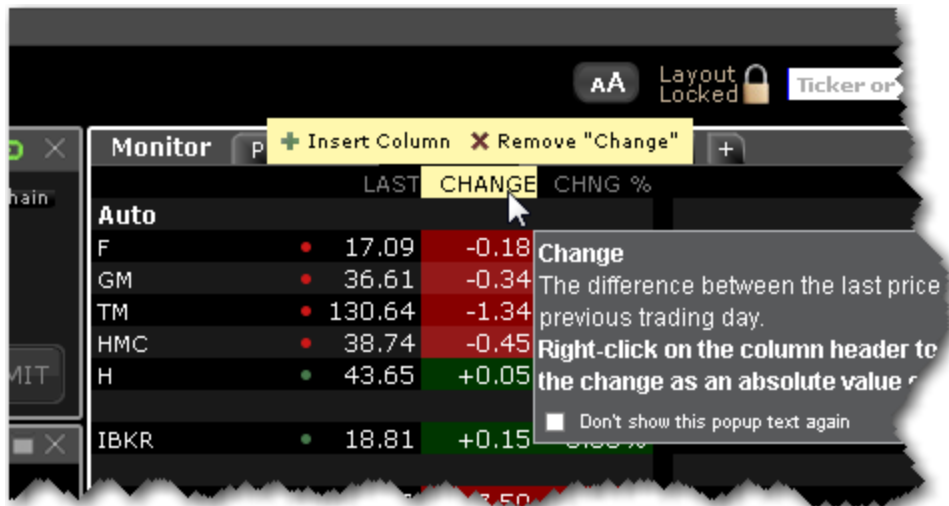 AA Layout Locked Ticker or
Monitor P + Insert Column ✖ Remove "Change" +
hain
LAST CHANGE CHNG %
Auto
F • 17.09 -0.18
GM • 36.61 -0.34
TM • 130.64 -1.34
HMC • 38.74 -0.45
MIT
H • 43.65 +0.05
IBKR • 18.81 +0.15
Change
The difference between the last price
previous trading day.
Right-click on the column header to
the change as an absolute value
Don't show this popup text again